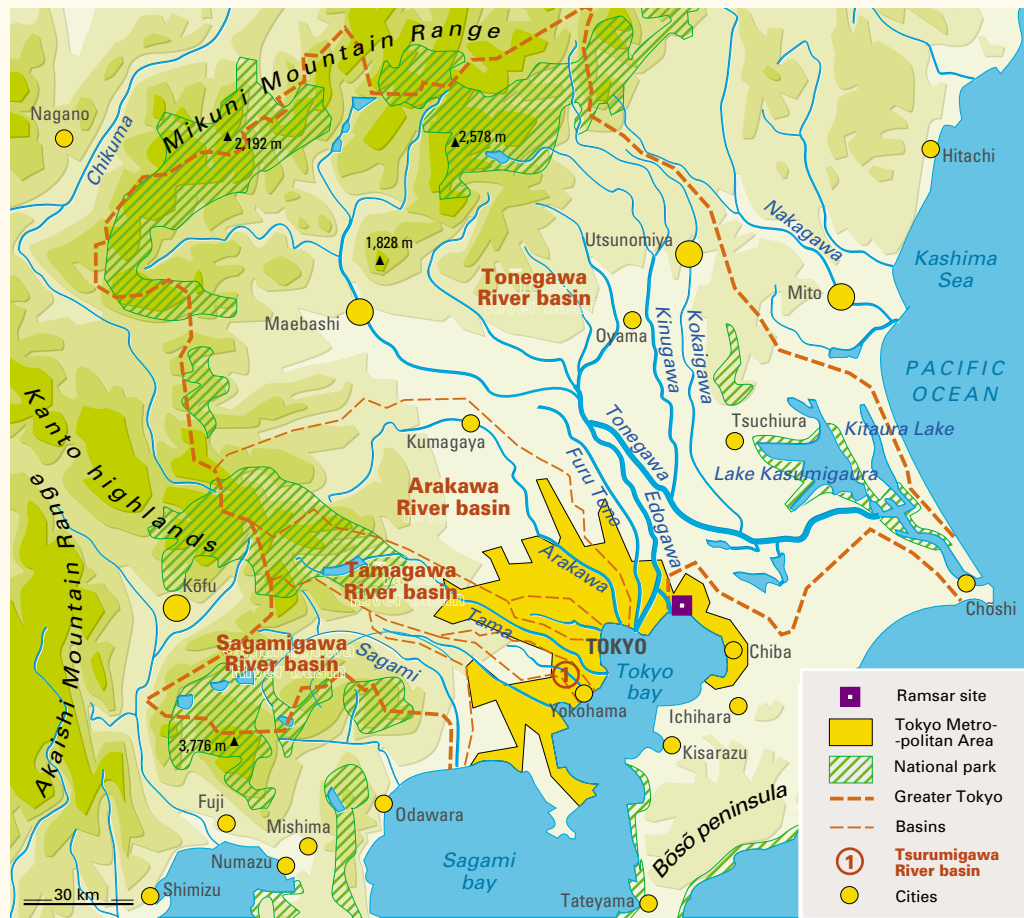 Mikuni Mountain Range
Nagano
Chikuma
2,192 m
2,578 m
Hitachi
Nakagawa
Utsunomiya
1,828 m
Kashima
Sea
Tonegawa
River basin
Mito
Maebashi
Oyama
Kinugawa
Kokaigawa
PACIFIC
OCEAN
Kanto highlands
Kumagaya
Tsuchiura
Kitaura Lake
Tonegawa
Furu Tone
Edogawa
Lake Kasumigaura
Arakawa
River basin
Akaishi Mountain Range
Arakawa
Tamagawa
River basin
Kōfu
Chōshi
Tama
Sagamigawa
River basin
Sagami
TOKYO
Tokyo
bay
Chiba
1
Yokohama
Ichihara
Kisarazu
3,776 m
Fuji
Mishima
Odawara
Numazu
Shimizu
Sagami
bay
Bōsō peninsula
Tateyama
30 km
Ramsar site
Tokyo Metro-
-politan Area
National park
Greater Tokyo
Basins
1
Tsurumigawa
River basin
Cities